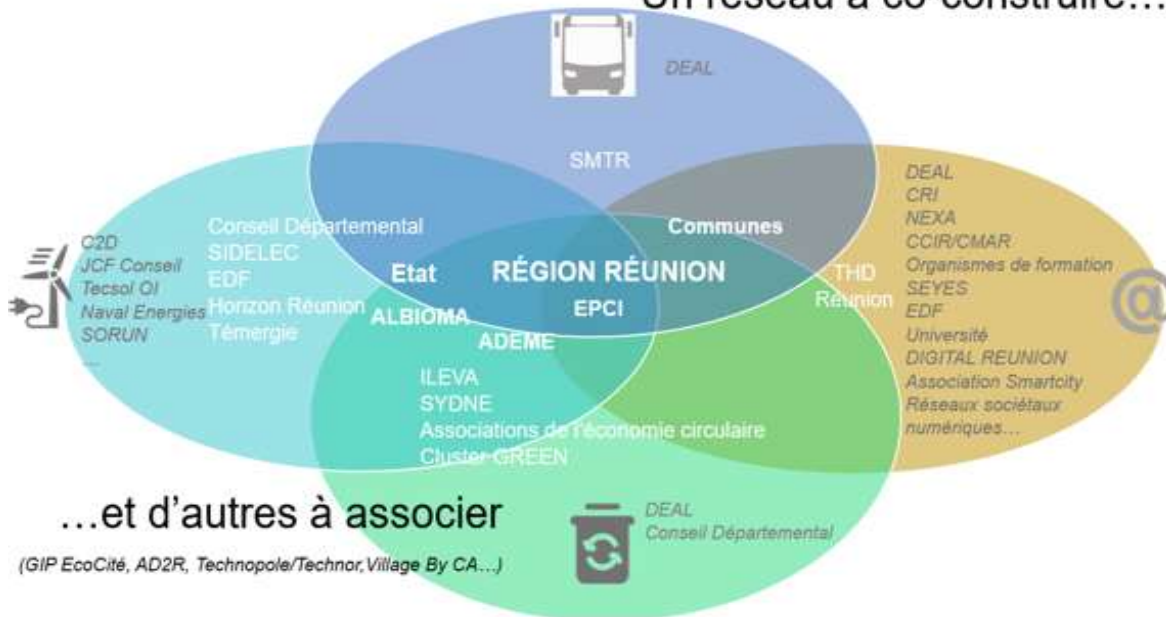 Un réseau à co-construire…
DEAL
SMTR
Conseil Départemental
SIDELEC
EDF
Horizon Réunion
Témergie
C2D
JCF Conseil
Tecsol OI
Naval Energies
SORUN
....
Etat
ALBIOMA
ADEME
RÉGION RÉUNION
EPCI
Communes
THD
Réunion
DEAL
CRI
NEXA
CCIR/CMAR
Organismes de formation
SEYES
EDF
Université
DIGITAL REUNION
Association Smartcity
Réseaux sociétaux
numériques…
@
ILEVA
SYDNE
Associations de l'économie circulaire
Cluster GREEN
…et d'autres à associer
(GIP EcoCité, AD2R, Technopole/Technor,Village By CA…)
DEAL
Conseil Départemental